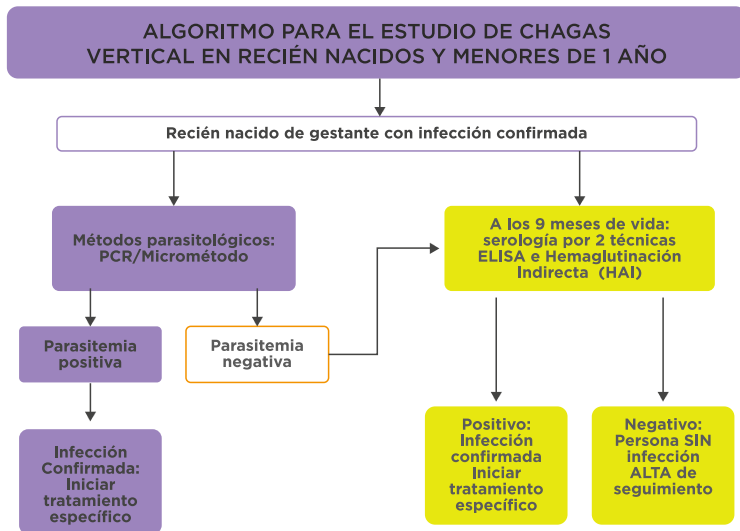 ALGORITMO PARA EL ESTUDIO DE CHAGAS
VERTICAL EN RECIÉN NACIDOS Y MENORES DE 1 AÑO
Recién nacido de gestante con infección confirmada
Métodos parasitológicos:
PCR/Micrométodo
A los 9 meses de vida:
serología por 2 técnicas
ELISA e Hemaglutinación
Indirecta (HAI)
Parasitemia
positiva
Parasitemia
negativa
Infección
Confirmada:
Iniciar
tratamiento
específico
Positivo:
Infección
confirmada
Iniciar
tratamiento
específico
Negativo:
Persona SIN
infección
ALTA de
seguimiento